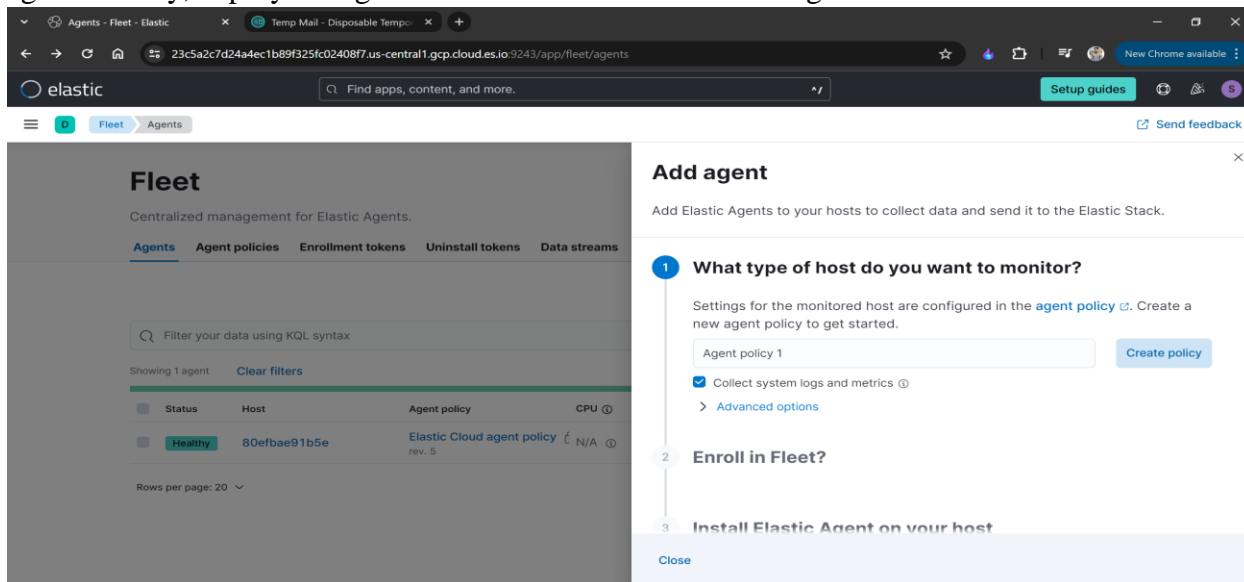 Agents - Fleet - Elastic
Temp Mail - Disposable Tempor
23c5a2c7d24a4ec1b89f325fc02408f7.us-central1.gcp.cloud.es.io:9243/app/fleet/agents
New Chrome available
elastic
Find apps, content, and more.
^/
Setup guides
S
D
Fleet
Agents
Send feedback
Fleet
Centralized management for Elastic Agents.
Agents Agent policies Enrollment tokens Uninstall tokens Data streams
Filter your data using KQL syntax
Showing 1 agent Clear filters
Status Host Agent policy CPU
Healthy 80efbae91b5e Elastic Cloud agent policy N/A
rev. 5
Rows per page: 20
Add agent
Add Elastic Agents to your hosts to collect data and send it to the Elastic Stack.
1 What type of host do you want to monitor?
Settings for the monitored host are configured in the agent policy. Create a
new agent policy to get started.
Agent policy 1
Create policy
Collect system logs and metrics
Advanced options
2 Enroll in Fleet?
3 Install Elastic Agent on your host
Close